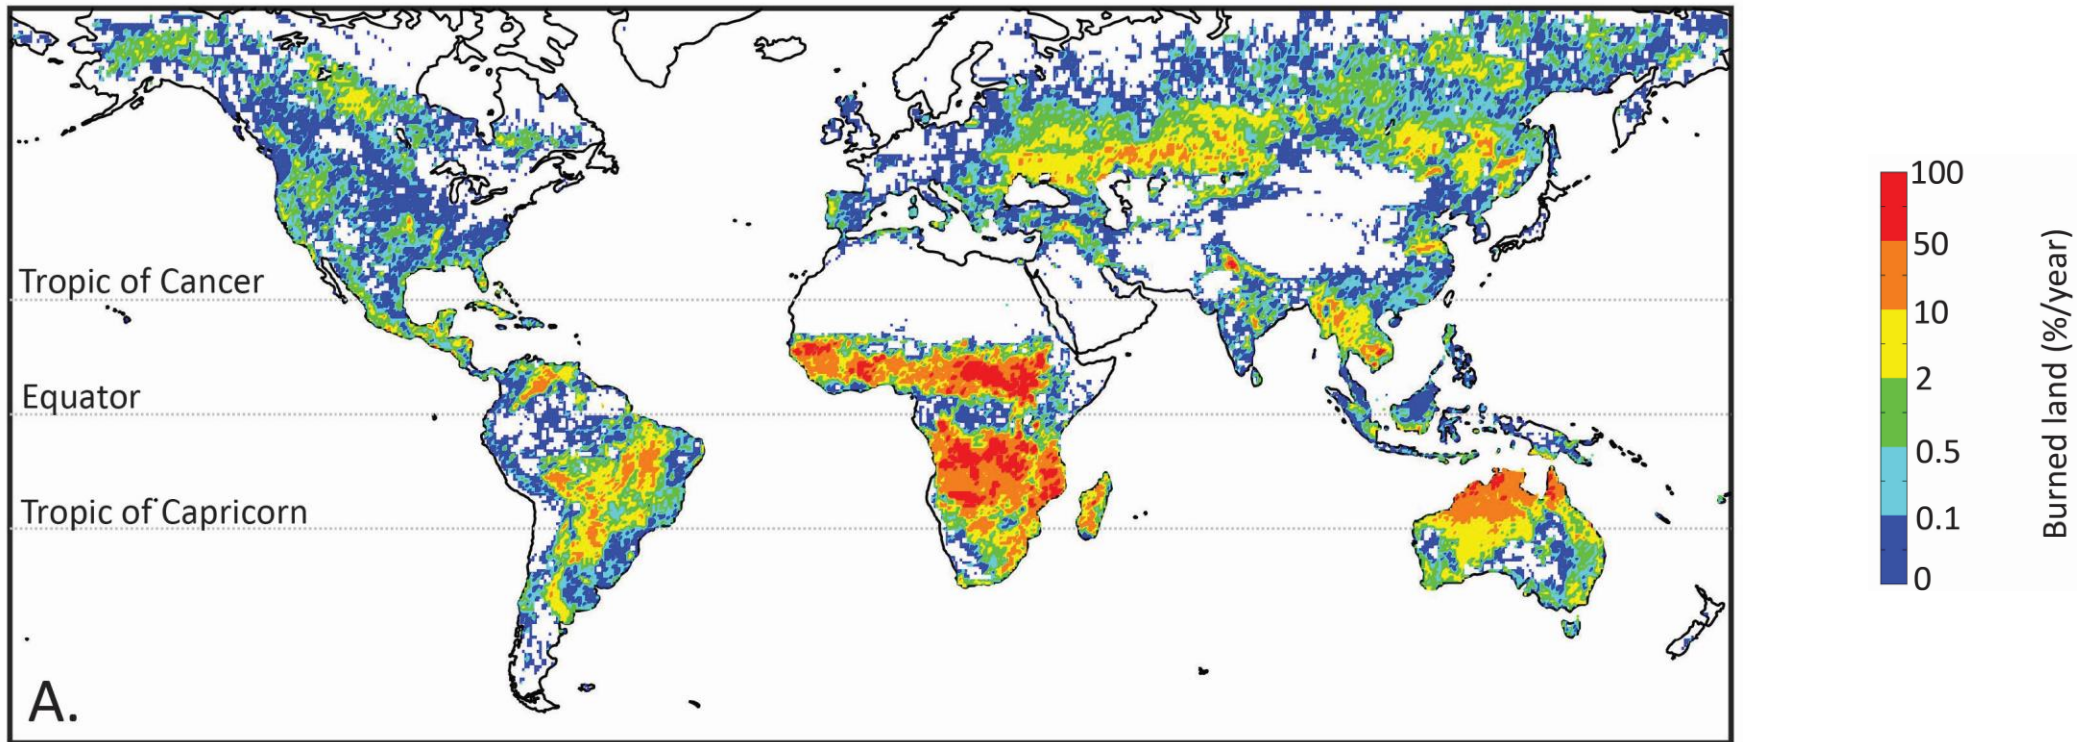 Tropic of Cancer
Equator
Tropic of Capricorn
A.
100
50
10
2
0.5
0.1
0
Burned land (%/year)